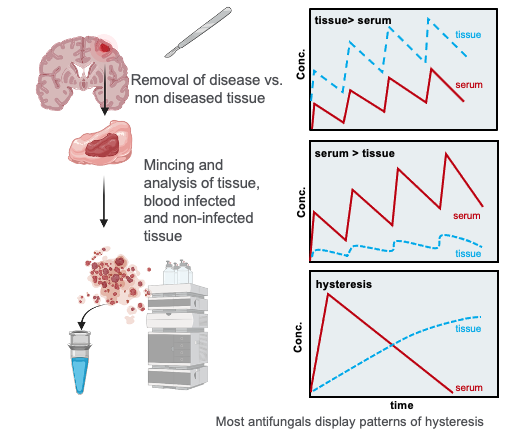 Removal of disease vs.
non diseased tissue
Mincing and
analysis of tissue,
blood infected
and non-infected
tissue
tissue> serum
tissue
serum
Conc.
serum > tissue
serum
tissue
Conc.
hysteresis
tissue
serum
Conc.
time
Most antifungals display patterns of hysteresis